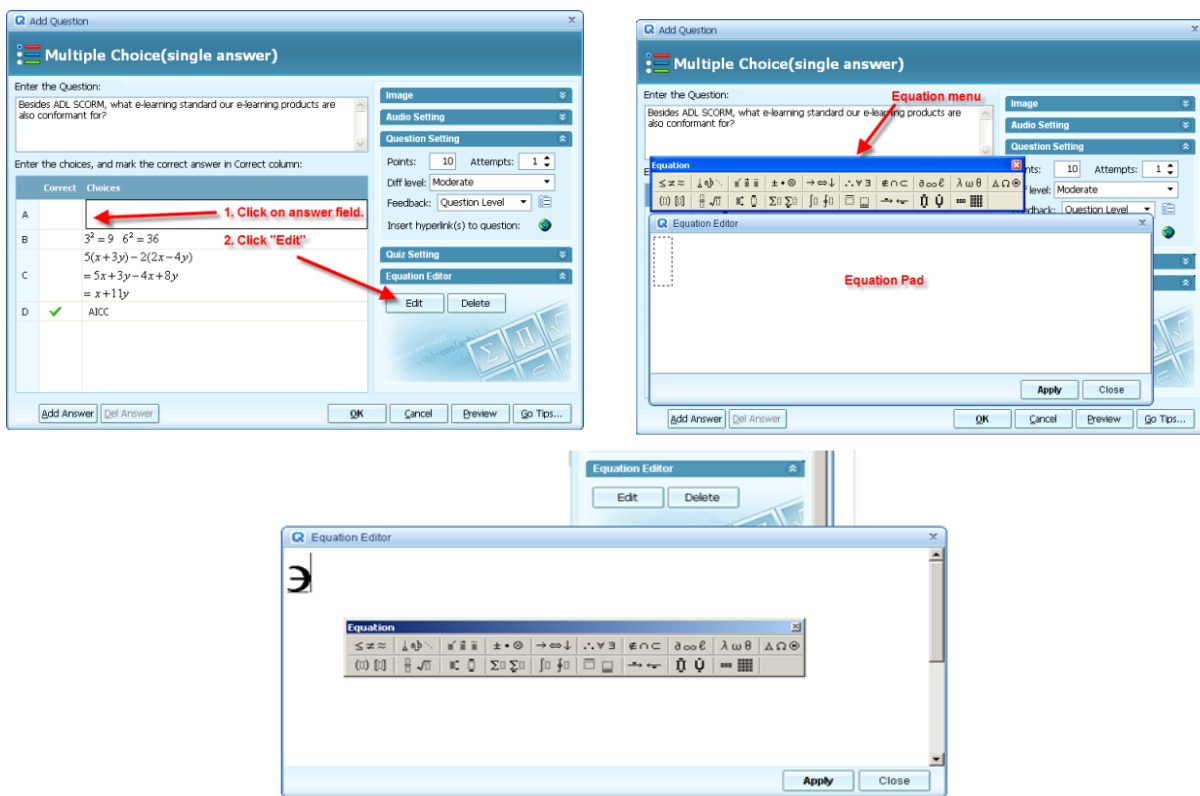 Add Question
Multiple Choice(single answer)
Enter the Question:
Besides ADL SCORM, what e-learning standard our e-learning products are
also conformant for?
Enter the choices, and mark the correct answer in Correct column:
Correct Choices
A
1. Click on answer field.
B 3² = 9 6² = 36
2. Click "Edit"
C 5(x+3y)−2(2x−4y)
= 5x+3y−4x+8y
= x+11y
D AICC
Image
Audio Setting
Question Setting
Points: 10 Attempts: 1
Diff level: Moderate
Feedback: Question Level
Insert hyperlink(s) to question:
Quiz Setting
Equation Editor
Edit Delete
Add Answer Del Answer OK Cancel Preview Go Tips...
Add Question
Multiple Choice(single answer)
Enter the Question:
Equation menu
Besides ADL SCORM, what e-learning standard our e-learning products are
also conformant for?
Image
Audio Setting
Question Setting
nts: 10 Attempts: 1
level: Moderate
Feedback: Question Level
Equation
≤≠≈ ±•⊗ →⇔↓ ∴∀∃ ∉∩⊂ ∂∞ℓ λωθ ΛΩ⊛
Equation Editor
Equation Pad
Apply Close
Add Answer Del Answer OK Cancel Preview Go Tips...
Equation Editor
Edit Delete
Equation Editor
∍
Equation
≤≠≈ ±•⊗ →⇔↓ ∴∀∃ ∉∩⊂ ∂∞ℓ λωθ ΛΩ⊛
Apply Close